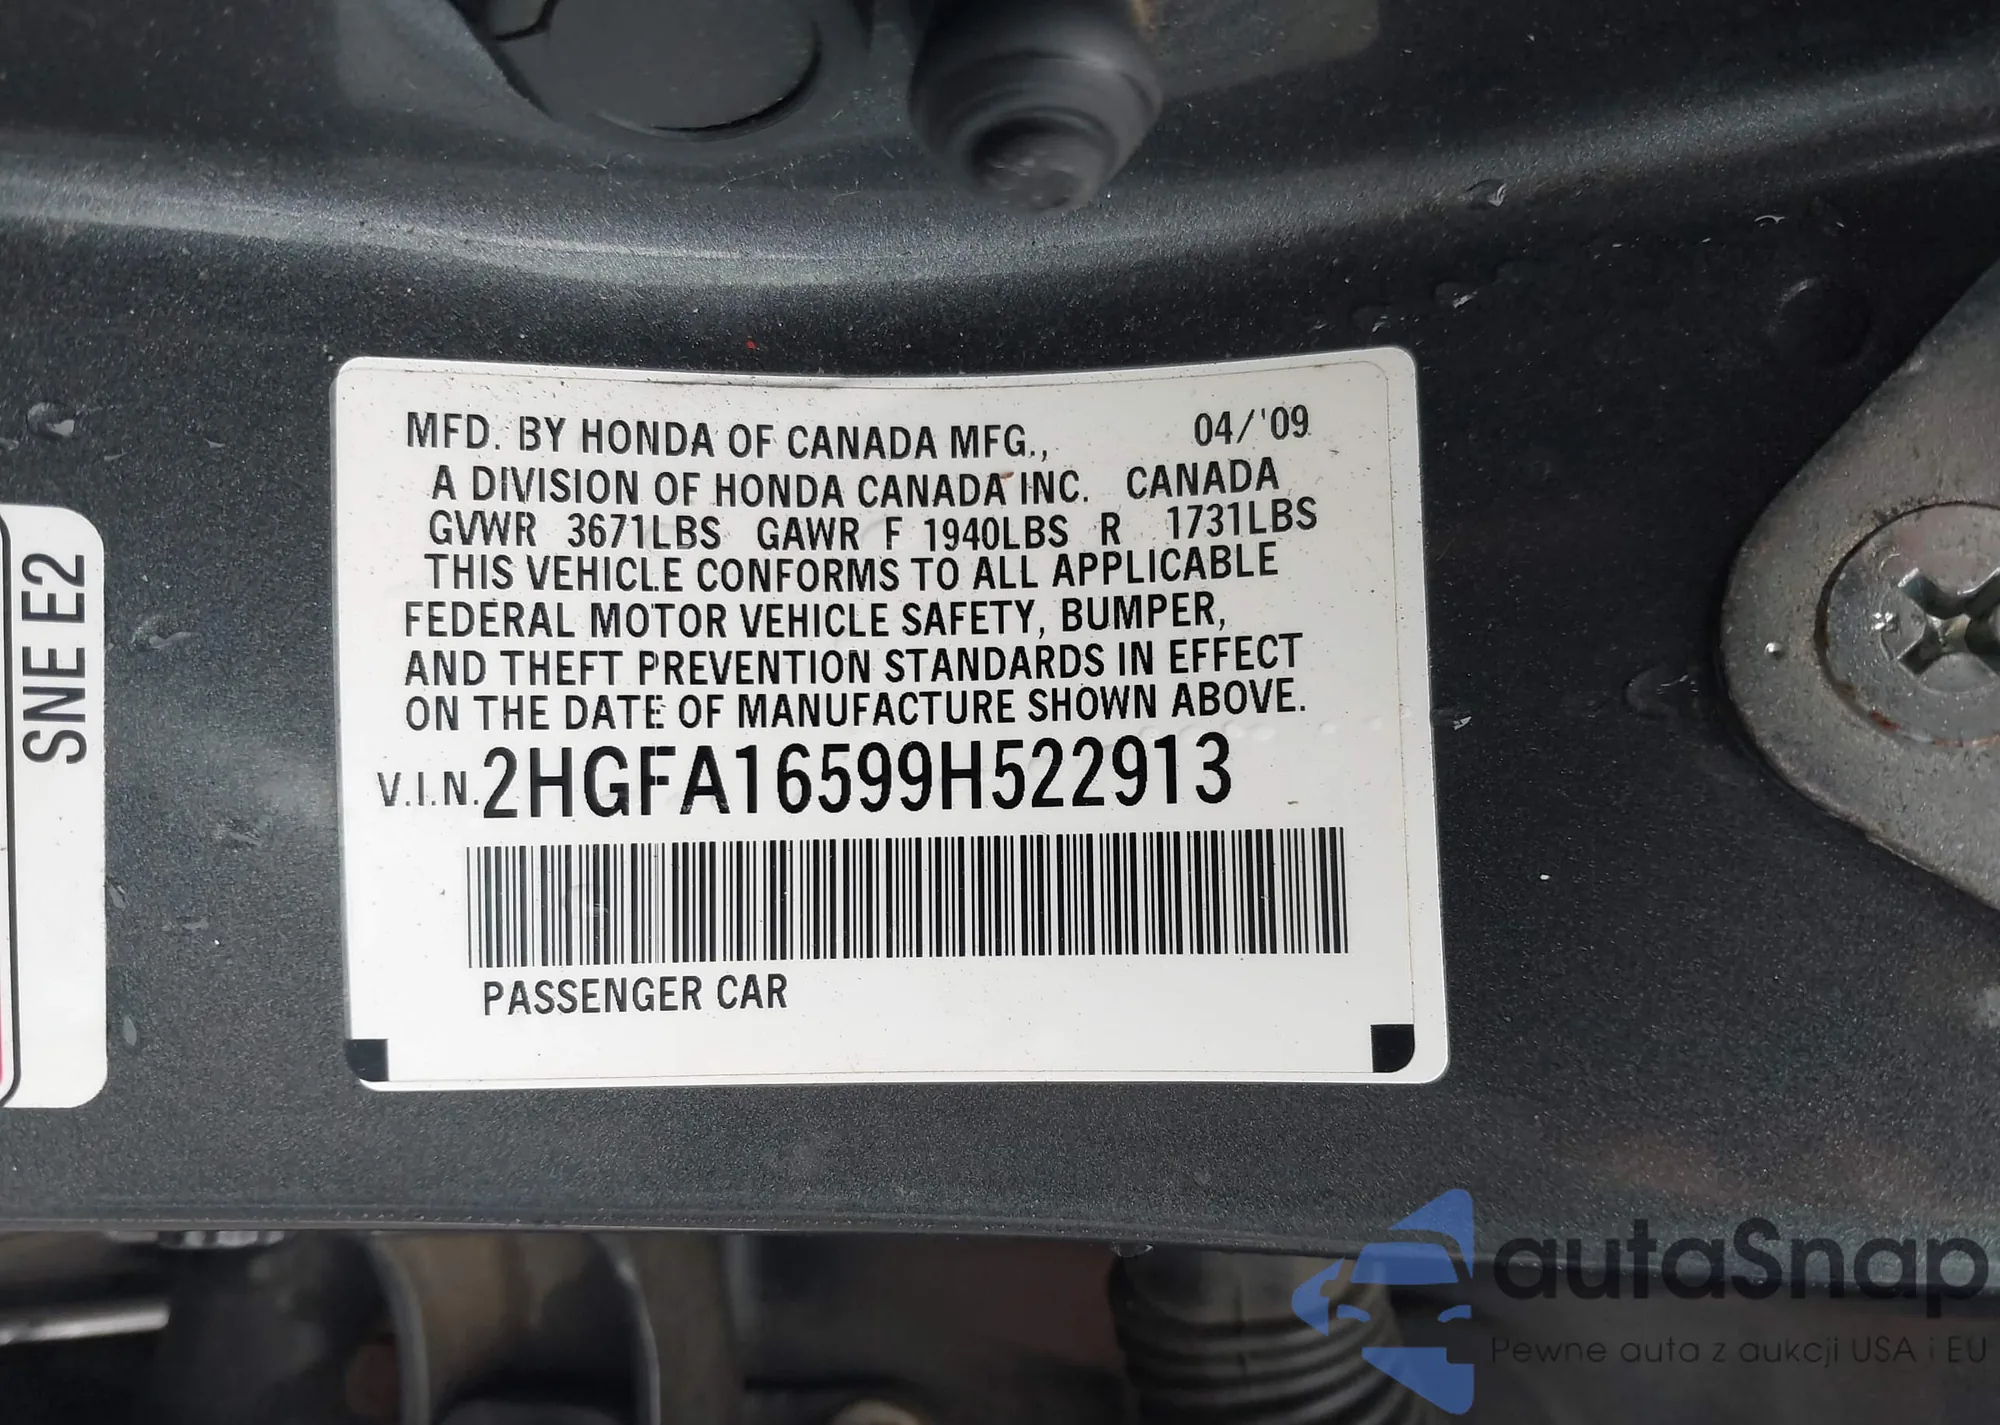 MFD. BY HONDA OF CANADA MFG., 04/'09
A DIVISION OF HONDA CANADA INC. CANADA
GVWR 3671LBS GAWR F 1940LBS R 1731LBS
THIS VEHICLE CONFORMS TO ALL APPLICABLE
FEDERAL MOTOR VEHICLE SAFETY, BUMPER,
AND THEFT PREVENTION STANDARDS IN EFFECT
ON THE DATE OF MANUFACTURE SHOWN ABOVE.
V.I.N. 2HGFA16599H522913
PASSENGER CAR
SNE E2
autaSnap
Pewne auta z aukcji USA i EU